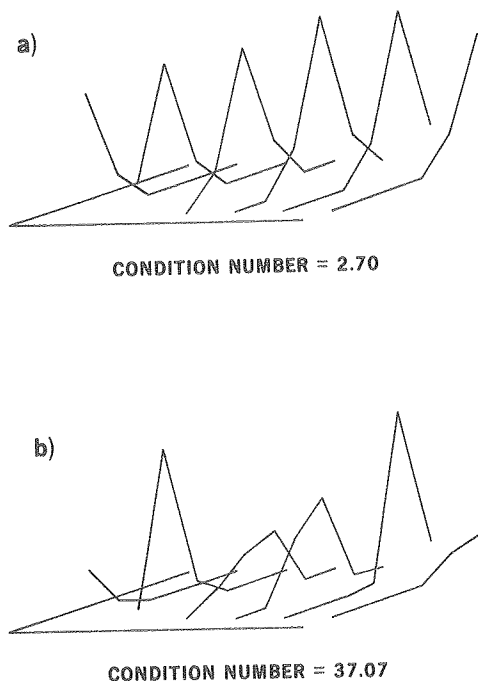 a)
CONDITION NUMBER = 2.70
b)
CONDITION NUMBER = 37.07